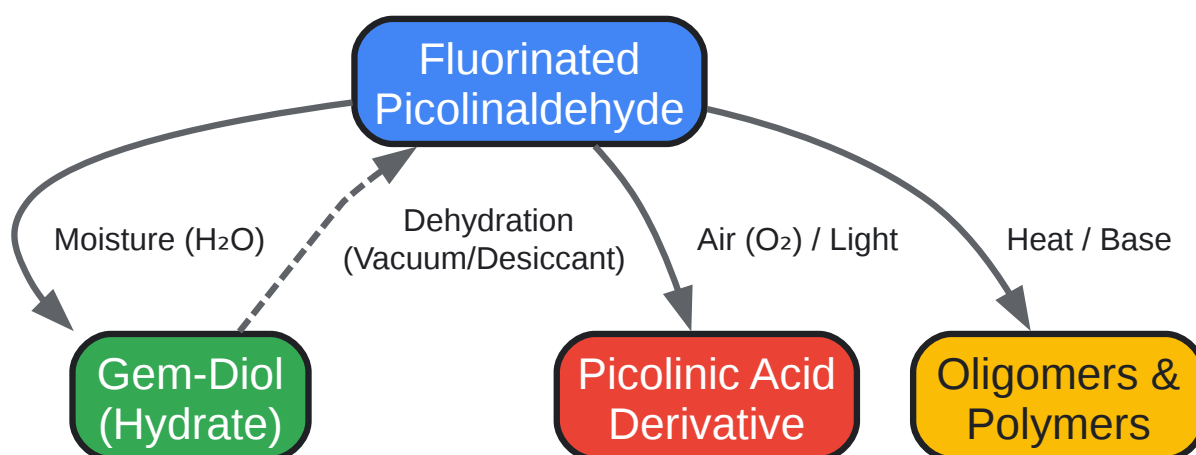 Fluorinated
Picolinaldehyde
Moisture (H₂O)
Dehydration
(Vacuum/Desiccant)
Air (O₂) / Light
Heat / Base
Gem-Diol
(Hydrate)
Picolinic Acid
Derivative
Oligomers &
Polymers